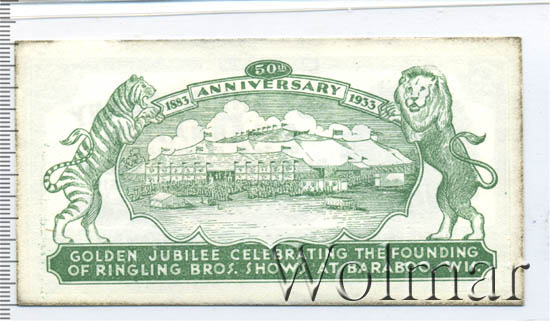 50th
ANNIVERSARY
1883 1933
GOLDEN JUBILEE CELEBRATING THE FOUNDING
OF RINGLING BROS. SHOWS AT BARABOO, WIS.
Wolmar